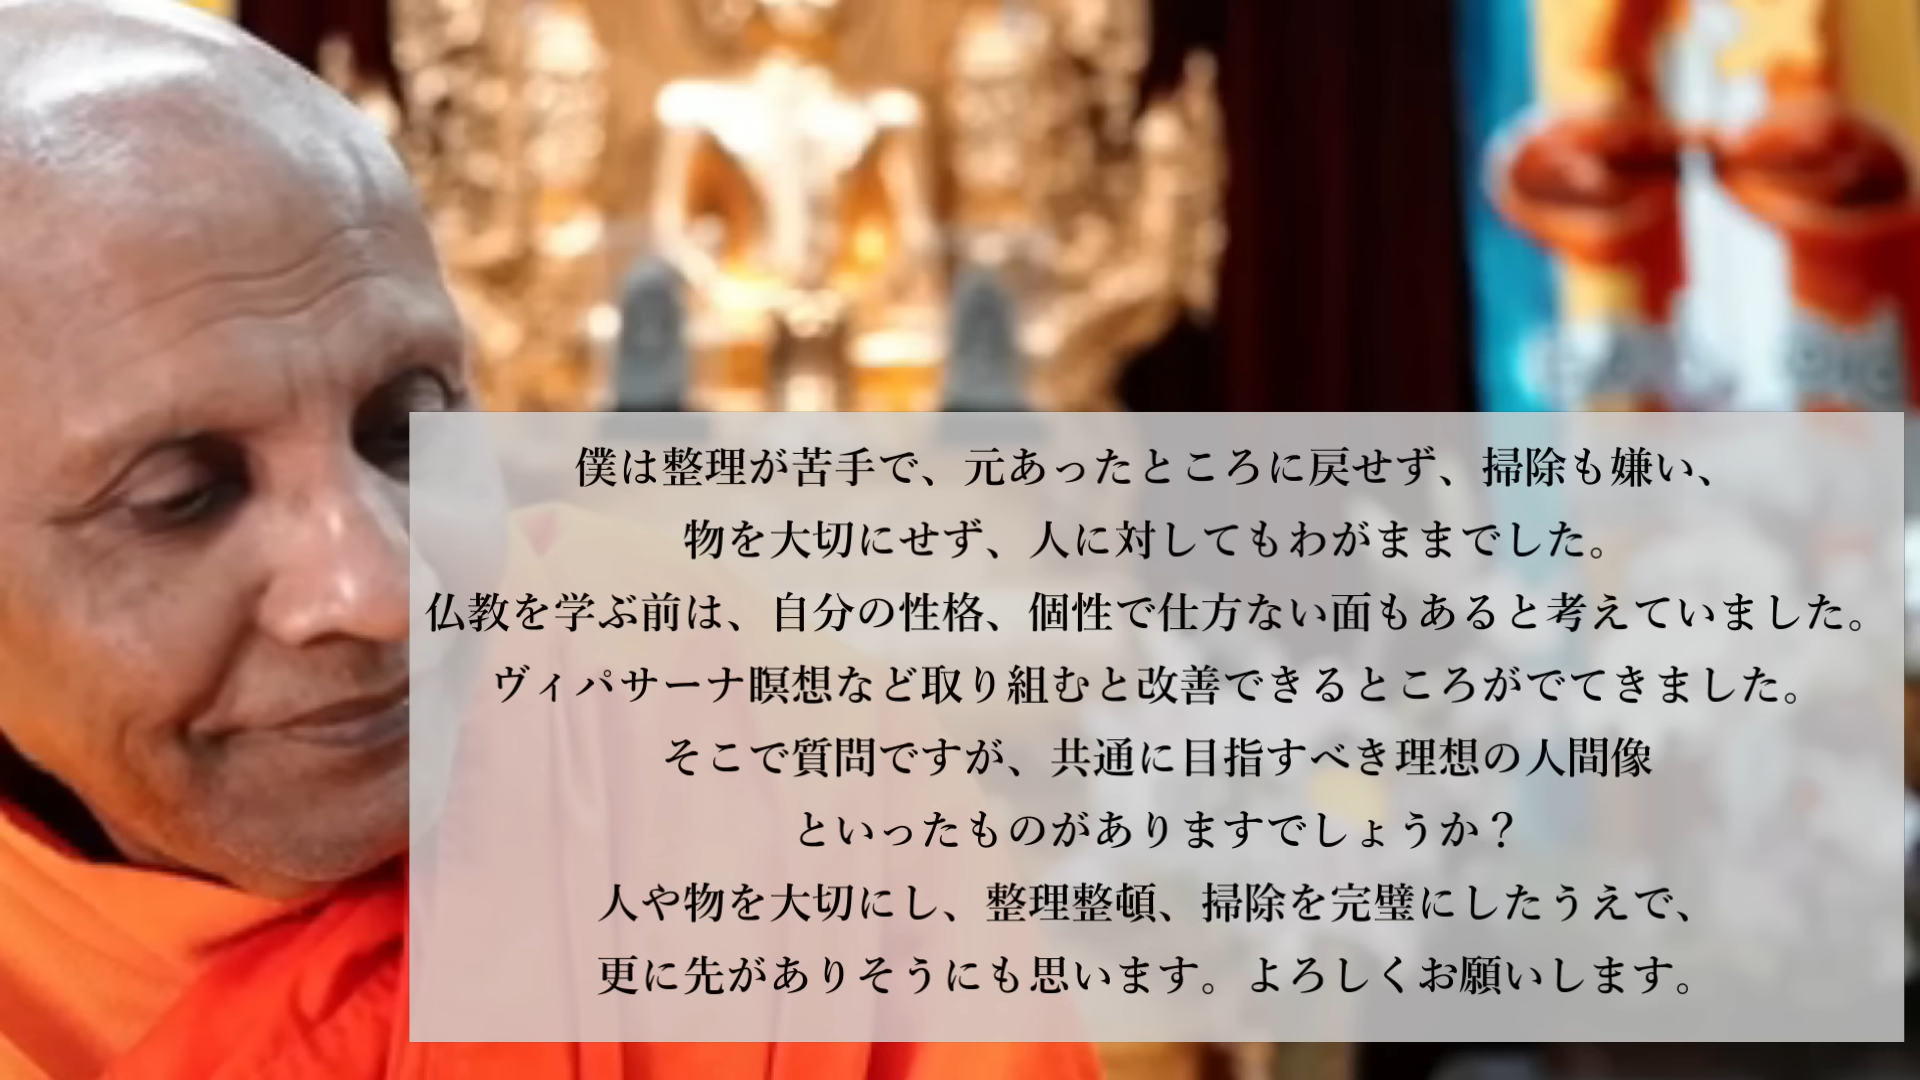 僕は整理が苦手で、元あったところに戻せず、掃除も嫌い、
物を大切にせず、人に対してもわがままでした。
仏教を学ぶ前は、自分の性格、個性で仕方ない面もあると考えていました。
ヴィパサーナ瞑想など取り組むと改善できるところがでてきました。
そこで質問ですが、共通に目指すべき理想の人間像
といったものがありますでしょうか？
人や物を大切にし、整理整頓、掃除を完璧にしたうえで、
更に先がありそうにも思います。よろしくお願いします。